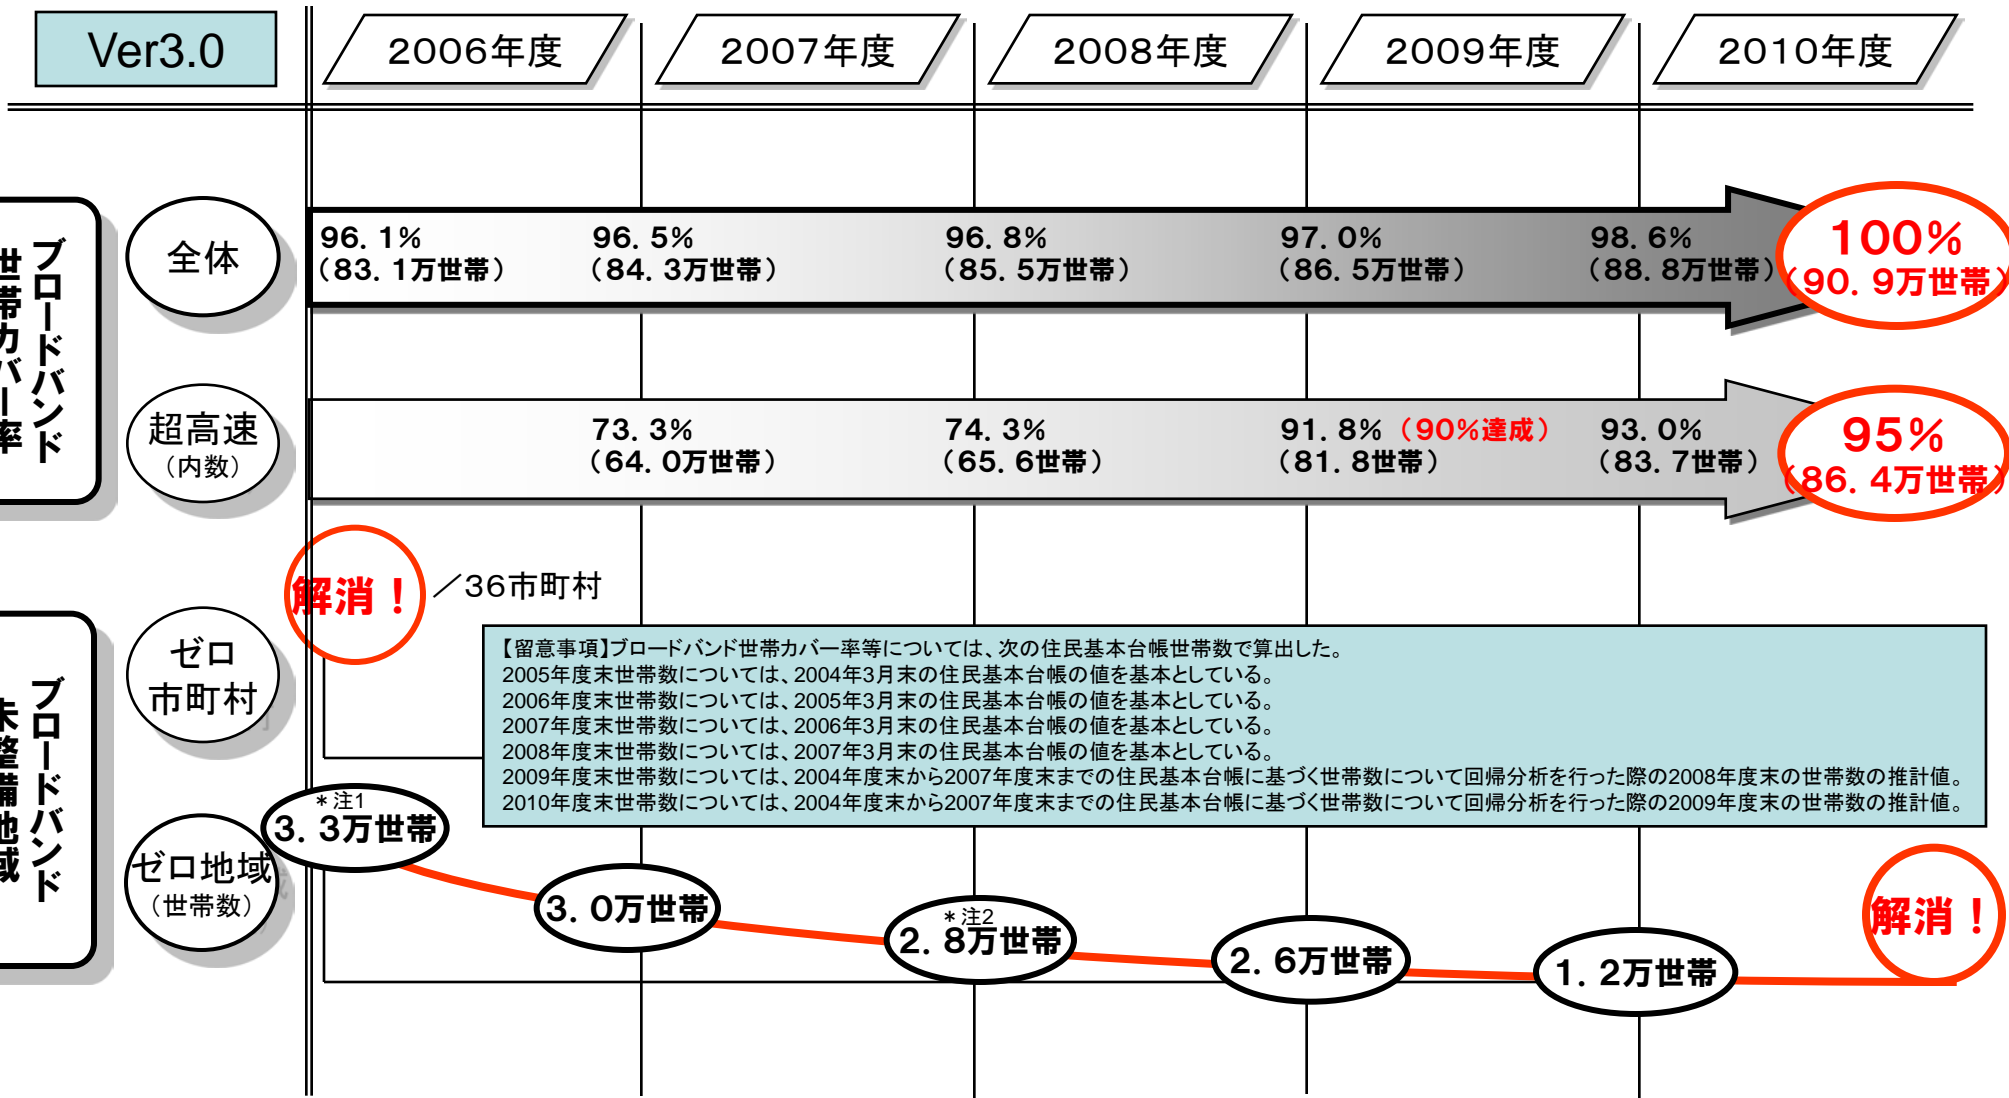 Ver3.0
2006年度
2007年度
2008年度
2009年度
2010年度
ブロードバンド
世帯カバー率
全体
96.1%
(83.1万世帯)
96.5%
(84.3万世帯)
96.8%
(85.5万世帯)
97.0%
(86.5万世帯)
98.6%
(88.8万世帯)
100%
(90.9万世帯)
超高速
(内数)
73.3%
(64.0万世帯)
74.3%
(65.6世帯)
91.8%(90%達成)
(81.8世帯)
93.0%
(83.7世帯)
95%
(86.4万世帯)
ブロードバンド
未整備地域
ゼロ
市町村
解消!
/36市町村
【留意事項】ブロードバンド世帯カバー率等については、次の住民基本台帳世帯数で算出した。
2005年度末世帯数については、2004年3月末の住民基本台帳の値を基本としている。
2006年度末世帯数については、2005年3月末の住民基本台帳の値を基本としている。
2007年度末世帯数については、2006年3月末の住民基本台帳の値を基本としている。
2008年度末世帯数については、2007年3月末の住民基本台帳の値を基本としている。
2009年度末世帯数については、2004年度末から2007年度末までの住民基本台帳に基づく世帯数について回帰分析を行った際の2008年度末の世帯数の推計値。
2010年度末世帯数については、2004年度末から2007年度末までの住民基本台帳に基づく世帯数について回帰分析を行った際の2009年度末の世帯数の推計値。
ゼロ地域
(世帯数)
*注1
3.3万世帯
3.0万世帯
*注2
2.8万世帯
2.6万世帯
1.2万世帯
解消!